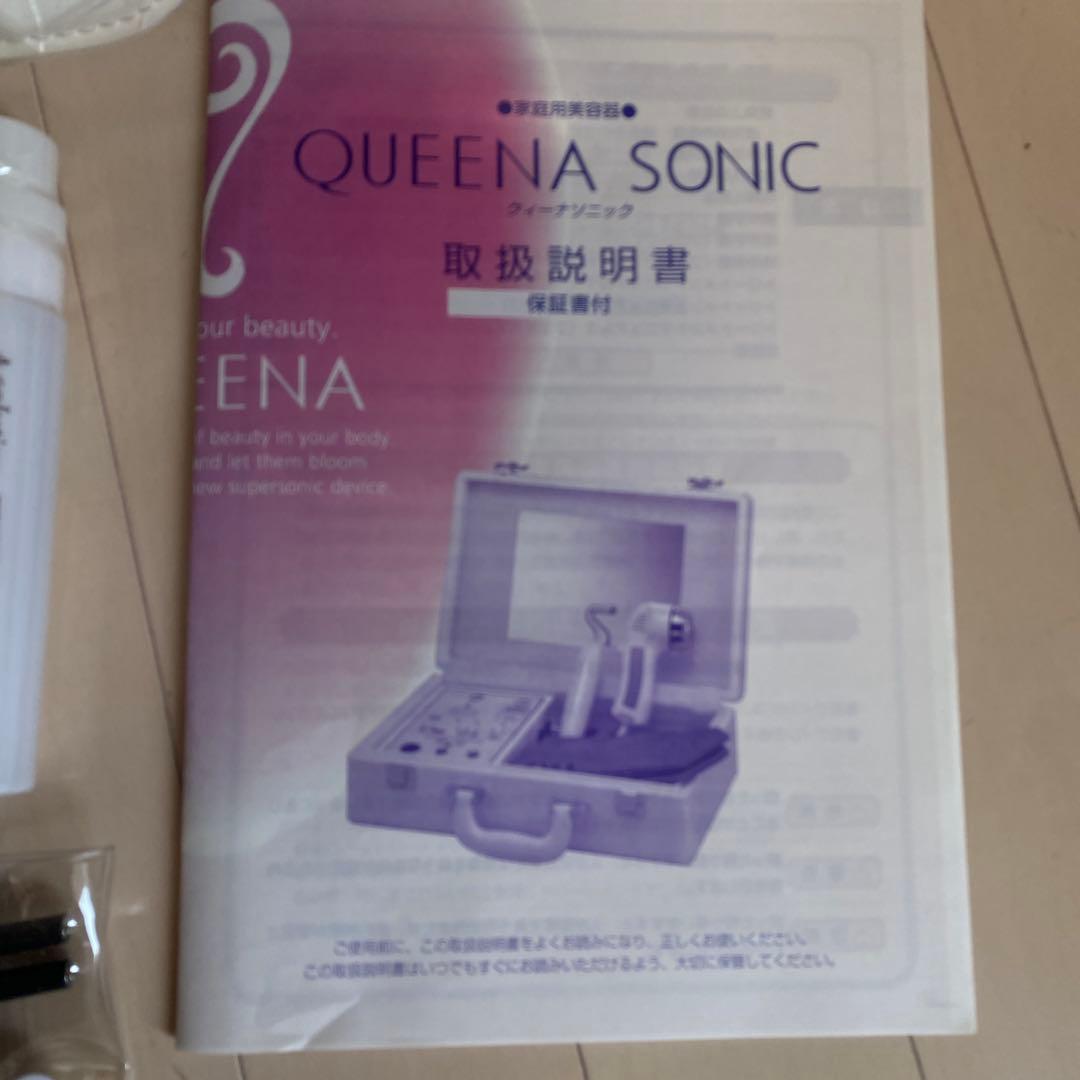 ●家庭用美容器●
QUEENA SONIC
クィーナソニック
取扱説明書
保証書付
our beauty.
EENA
f beauty in your body
and let them bloom
ew supersonic device.
ご使用前に、この取扱説明書をよくお読みになり、正しくお使いください。
この取扱説明書はいつでもすぐにお読みいただけるよう、大切に保管してください。